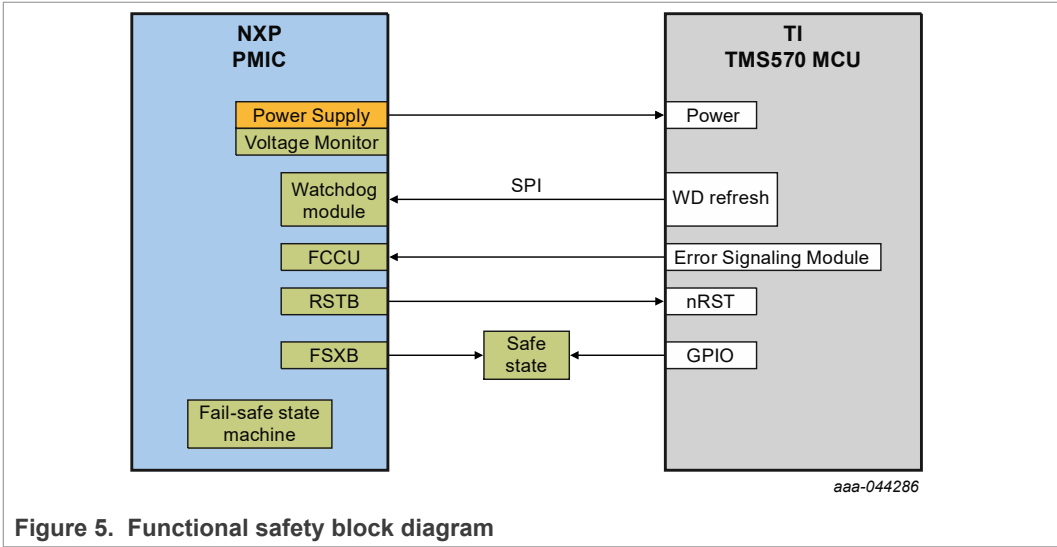 NXP
PMIC
TI
TMS570 MCU
Power Supply
Power
Voltage Monitor
Watchdog
module
SPI
WD refresh
FCCU
Error Signaling Module
RSTB
nRST
FSXB
Safe
state
GPIO
Fail-safe state
machine
aaa-044286
Figure 5. Functional safety block diagram